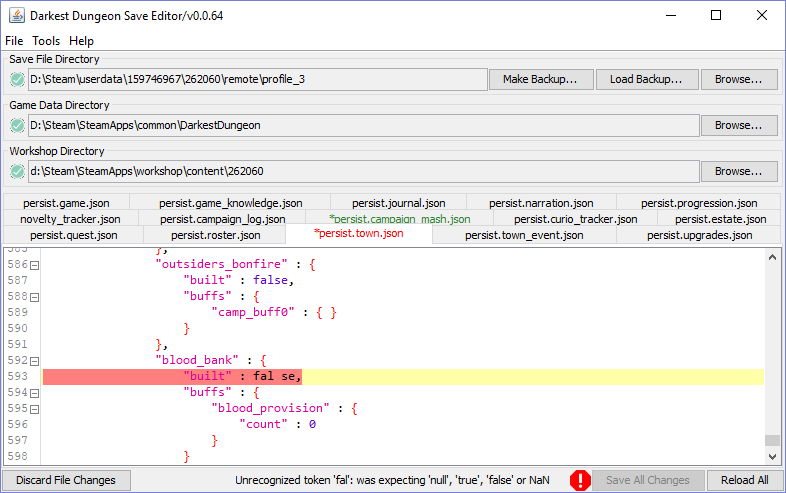 Darkest Dungeon Save Editor/v0.0.64
File Tools Help
Save File Directory
D:\Steam\userdata\159746967\262060\remote\profile_3 Make Backup... Load Backup... Browse...
Game Data Directory
D:\Steam\SteamApps\common\DarkestDungeon Browse...
Workshop Directory
d:\Steam\SteamApps\workshop\content\262060 Browse...
persist.game.json persist.game_knowledge.json persist.journal.json persist.narration.json persist.progression.json
novelty_tracker.json persist.campaign_log.json *persist.campaign_mash.json persist.curio_tracker.json persist.estate.json
persist.quest.json persist.roster.json *persist.town.json persist.town_event.json persist.upgrades.json
585 },
586 "outsiders_bonfire" : {
587 "built" : false,
588 "buffs" : {
589 "camp_buff0" : { }
590 }
591 },
592 "blood_bank" : {
593 "built" : fal se,
594 "buffs" : {
595 "blood_provision" : {
596 "count" : 0
597 }
598 }
Discard File Changes Unrecognized token 'fal': was expecting 'null', 'true', 'false' or NaN Save All Changes Reload All